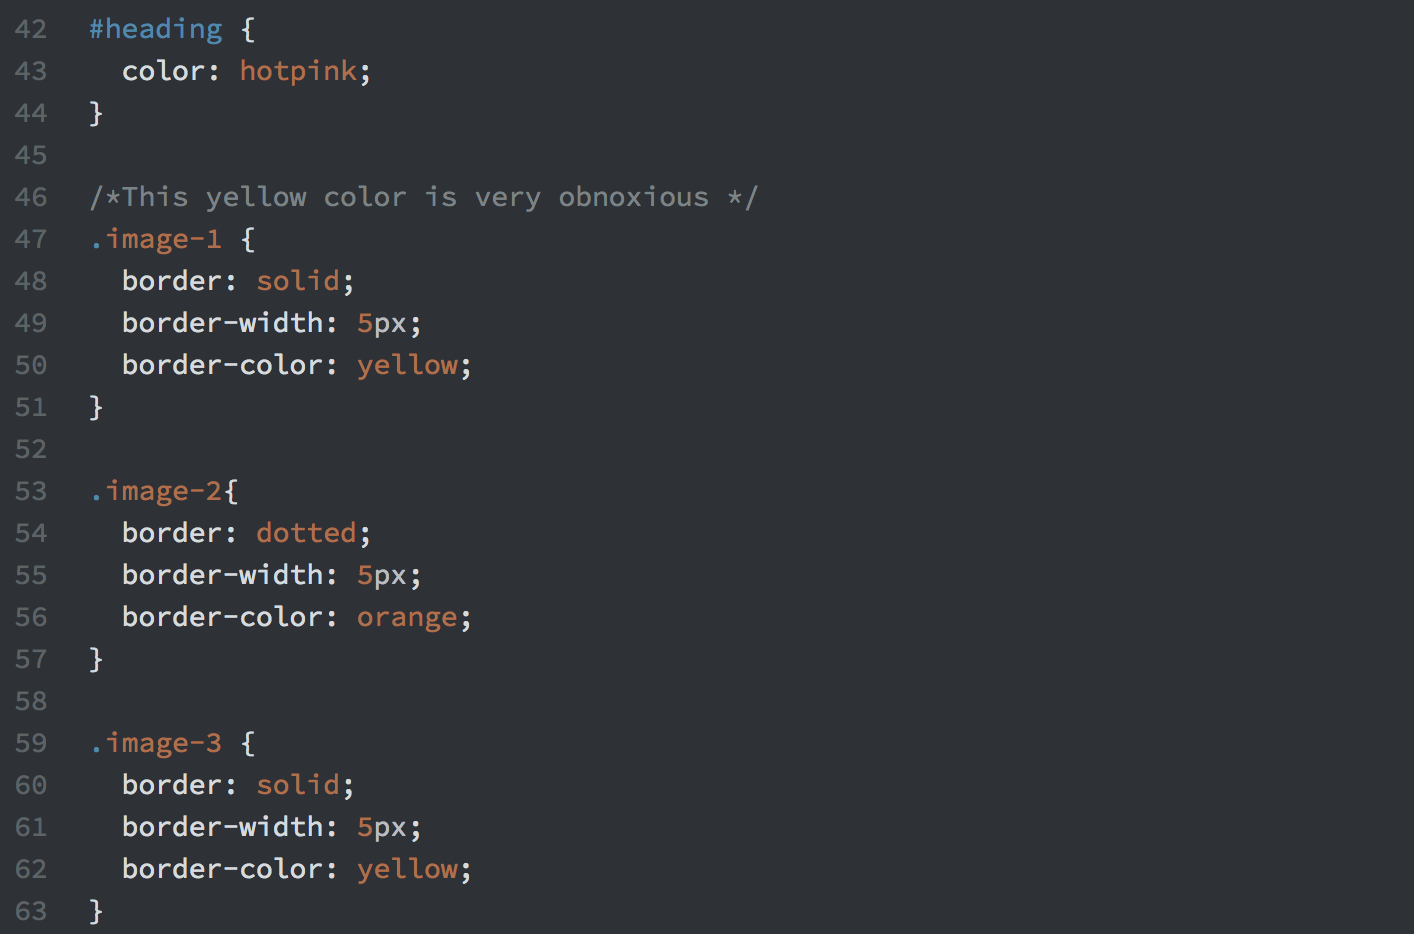 42 #heading {
43   color: hotpink;
44 }
45
46 /*This yellow color is very obnoxious */
47 .image-1 {
48   border: solid;
49   border-width: 5px;
50   border-color: yellow;
51 }
52
53 .image-2{
54   border: dotted;
55   border-width: 5px;
56   border-color: orange;
57 }
58
59 .image-3 {
60   border: solid;
61   border-width: 5px;
62   border-color: yellow;
63 }